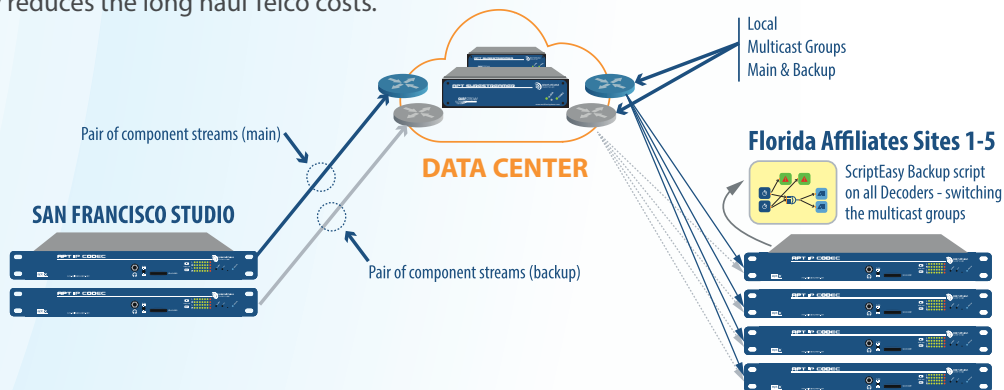 reduces the long haul Telco costs.
Local
Multicast Groups
Main & Backup
APT SURESTREAMER
Pair of component streams (main)
DATA CENTER
Florida Affiliates Sites 1-5
ScriptEasy Backup script
on all Decoders - switching
the multicast groups
SAN FRANCISCO STUDIO
APT IP CODEC
APT IP CODEC
Pair of component streams (backup)
APT IP CODEC
APT IP CODEC
APT IP CODEC
APT IP CODEC